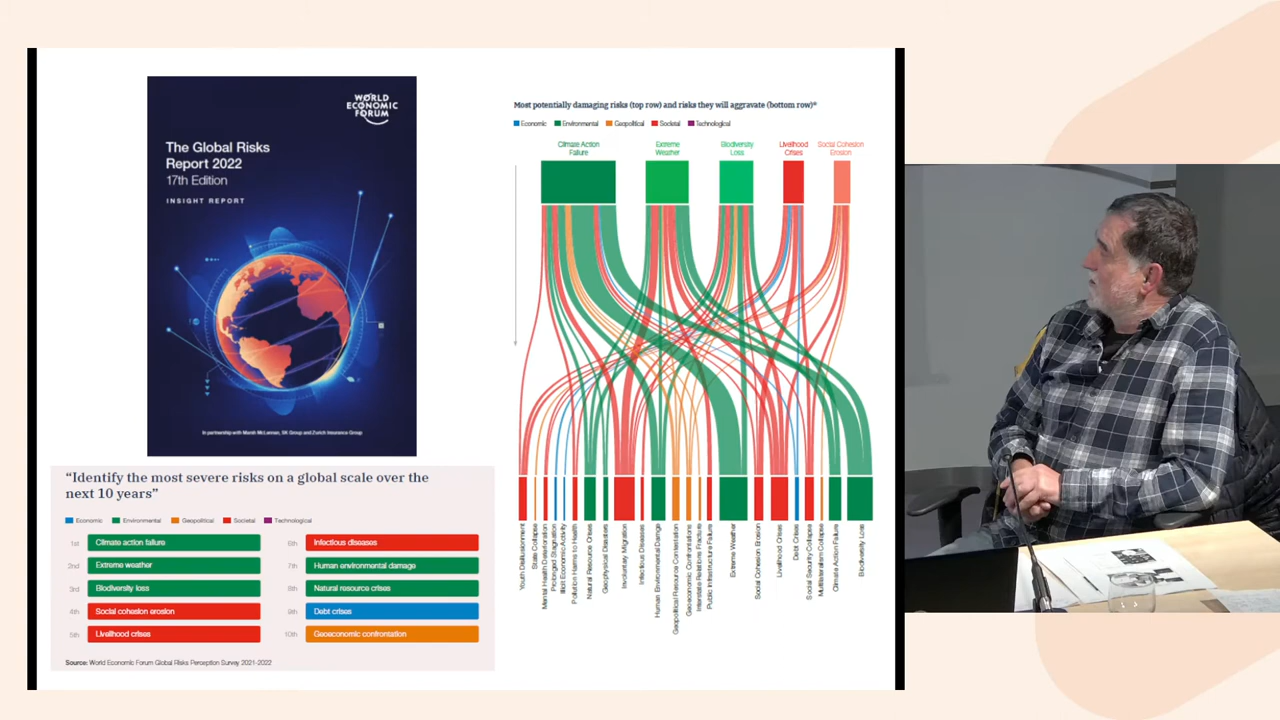 WORLD
ECONOMIC
FORUM
The Global Risks
Report 2022
17th Edition
INSIGHT REPORT
In partnership with Marsh McLennan, SK Group and Zurich Insurance Group
“Identify the most severe risks on a global scale over the
next 10 years”
Economic Environmental Geopolitical Societal Technological
1st Climate action failure
2nd Extreme weather
3rd Biodiversity loss
4th Social cohesion erosion
5th Livelihood crises
6th Infectious diseases
7th Human environmental damage
8th Natural resource crises
9th Debt crises
10th Geoeconomic confrontation
Source: World Economic Forum Global Risks Perception Survey 2021-2022
Most potentially damaging risks (top row) and risks they will aggravate (bottom row)*
Economic Environmental Geopolitical Societal Technological
Climate Action
Failure
Extreme
Weather
Biodiversity
Loss
Livelihood
Crises
Social Cohesion
Erosion
Youth Disillusionment
State Collapse
Mental Health Deterioration
Prolonged Stagnation
Illicit Economic Activity
Pollution Harms to Health
Natural Resource Crises
Geophysical Disasters
Involuntary Migration
Infectious Diseases
Human Environmental Damage
Geopolitical Resource Contestation
Geoeconomic Confrontations
Interstate Relations Fracture
Public Infrastructure Failure
Extreme Weather
Social Cohesion Erosion
Livelihood Crises
Debt Crises
Social Security Collapse
Multilateralism Collapse
Climate Action Failure
Biodiversity Loss